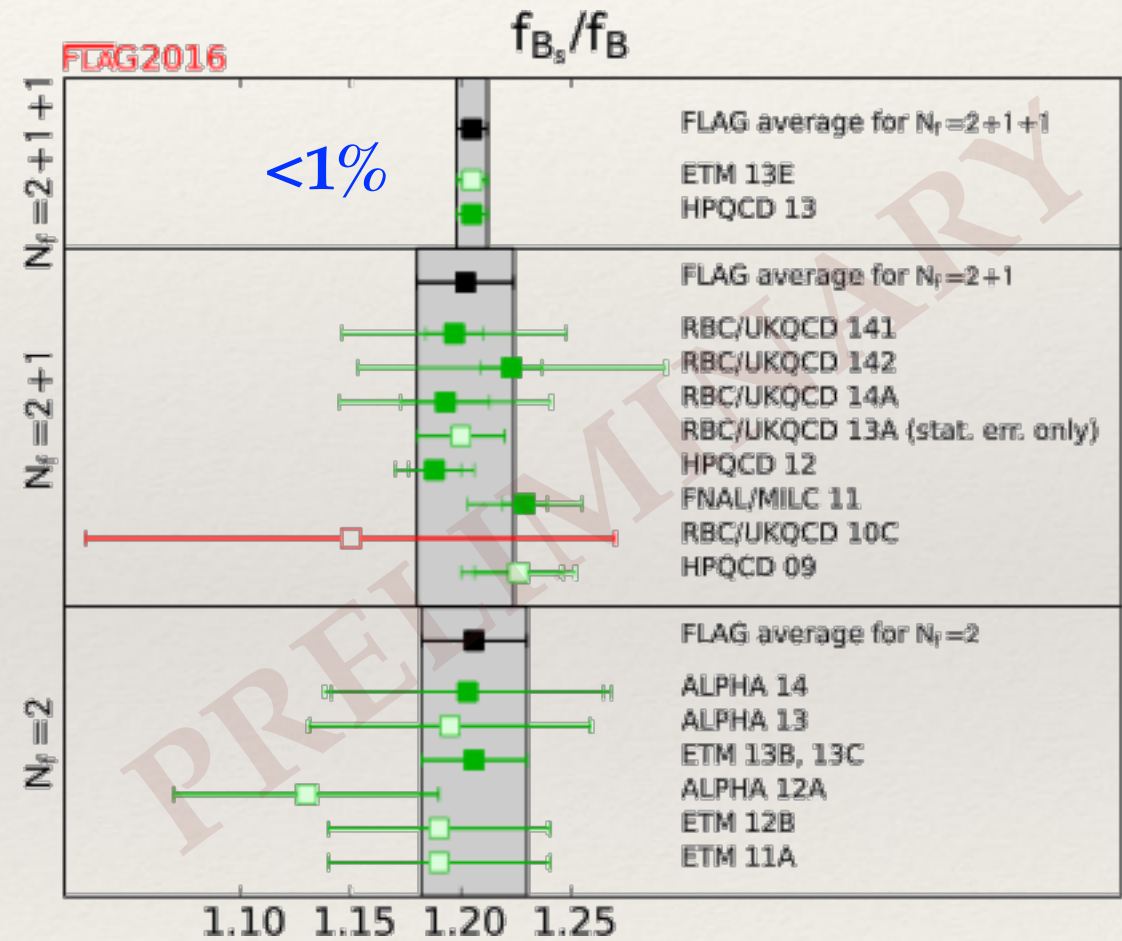 f_Bs/f_B
FLAG2016
N_f=2+1+1
<1%
FLAG average for N_f=2+1+1
ETM 13E
HPQCD 13
N_f=2+1
FLAG average for N_f=2+1
RBC/UKQCD 141
RBC/UKQCD 142
RBC/UKQCD 14A
RBC/UKQCD 13A (stat. err. only)
HPQCD 12
FNAL/MILC 11
RBC/UKQCD 10C
HPQCD 09
N_f=2
FLAG average for N_f=2
ALPHA 14
ALPHA 13
ETM 13B, 13C
ALPHA 12A
ETM 12B
ETM 11A
1.10 1.15 1.20 1.25
PRELIMINARY